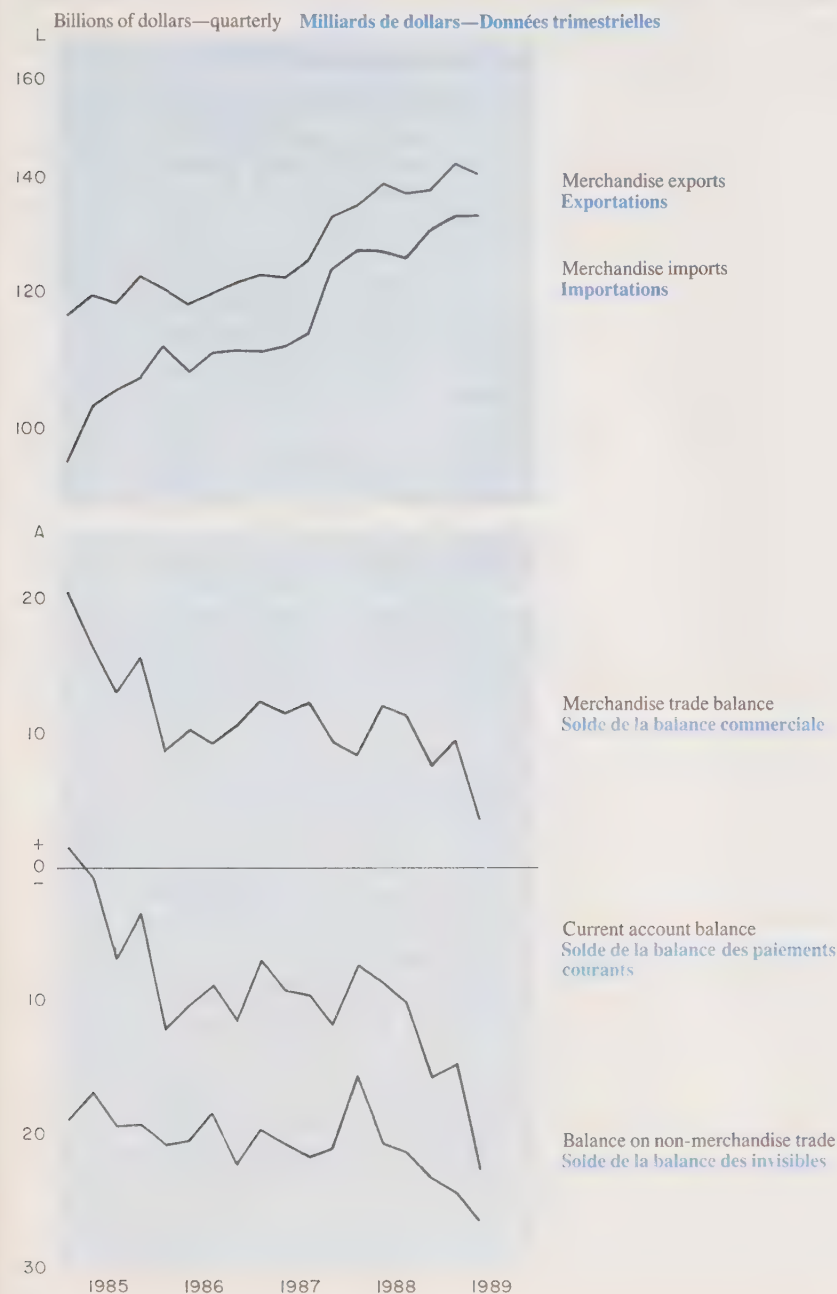 Billions of dollars—quarterly Milliards de dollars—Données trimestrielles
L
160
140
Merchandise exports
Exportations
Merchandise imports
Importations
120
100
A
20
Merchandise trade balance
Solde de la balance commerciale
10
+
0
−
Current account balance
Solde de la balance des paiements
courants
10
20
Balance on non-merchandise trade
Solde de la balance des invisibles
30
1985 1986 1987 1988 1989